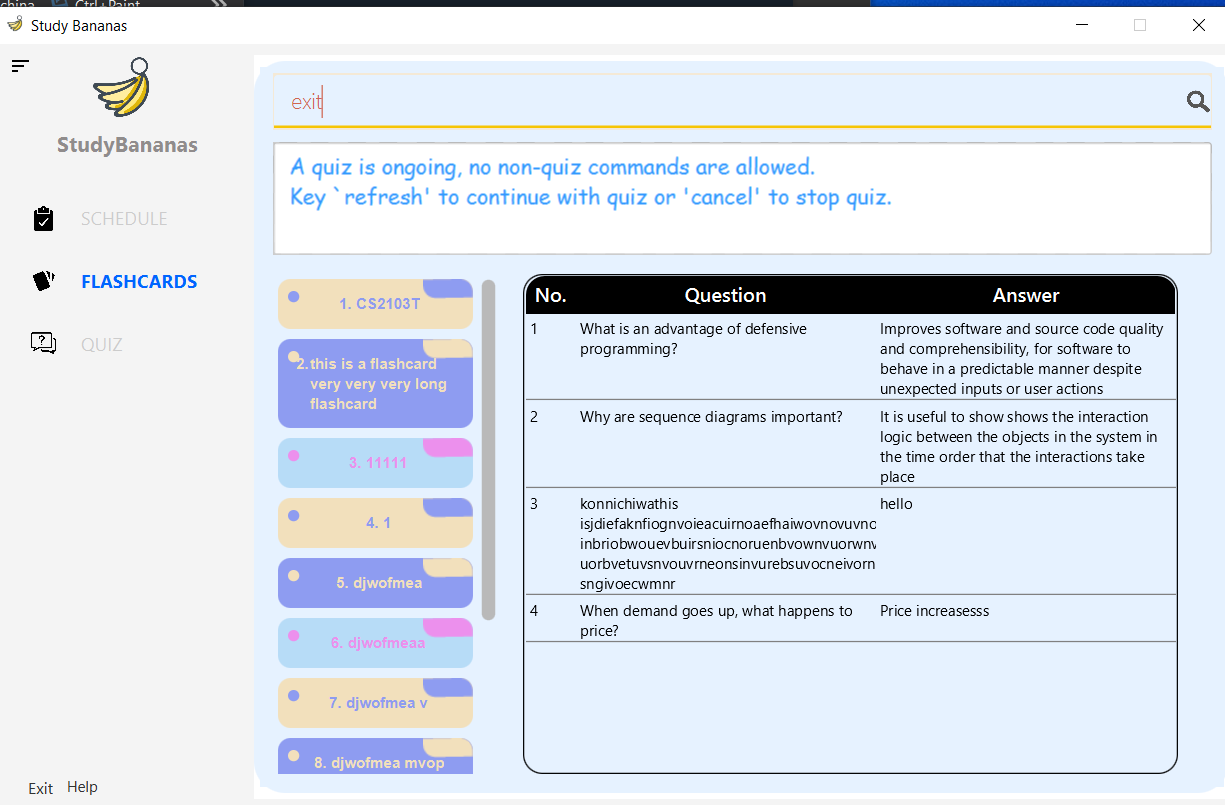 china
Ctrl+Paint
Study Bananas
StudyBananas
SCHEDULE
FLASHCARDS
QUIZ
Exit Help
exit
A quiz is ongoing, no non-quiz commands are allowed.
Key `refresh' to continue with quiz or 'cancel' to stop quiz.
1. CS2103T
2. this is a flashcard
very very very long
flashcard
3. 11111
4. 1
5. djwofmea
6. djwofmeaa
7. djwofmea v
8. djwofmea mvop
No. Question Answer
1 What is an advantage of defensive
programming?
Improves software and source code quality
and comprehensibility, for software to
behave in a predictable manner despite
unexpected inputs or user actions
2 Why are sequence diagrams important?
It is useful to show shows the interaction
logic between the objects in the system in
the time order that the interactions take
place
3 konnichiwathis
isjdiefaknfiognvoieacuirnoaefhaiwovnovuvno
inbriobwouevbuirsniocnoruenbvownvuorwnv
uorbvetuvsnvouvrneonsinvurebsuvocneivorn
sngivoecwmnr
hello
4 When demand goes up, what happens to
price?
Price increasesss